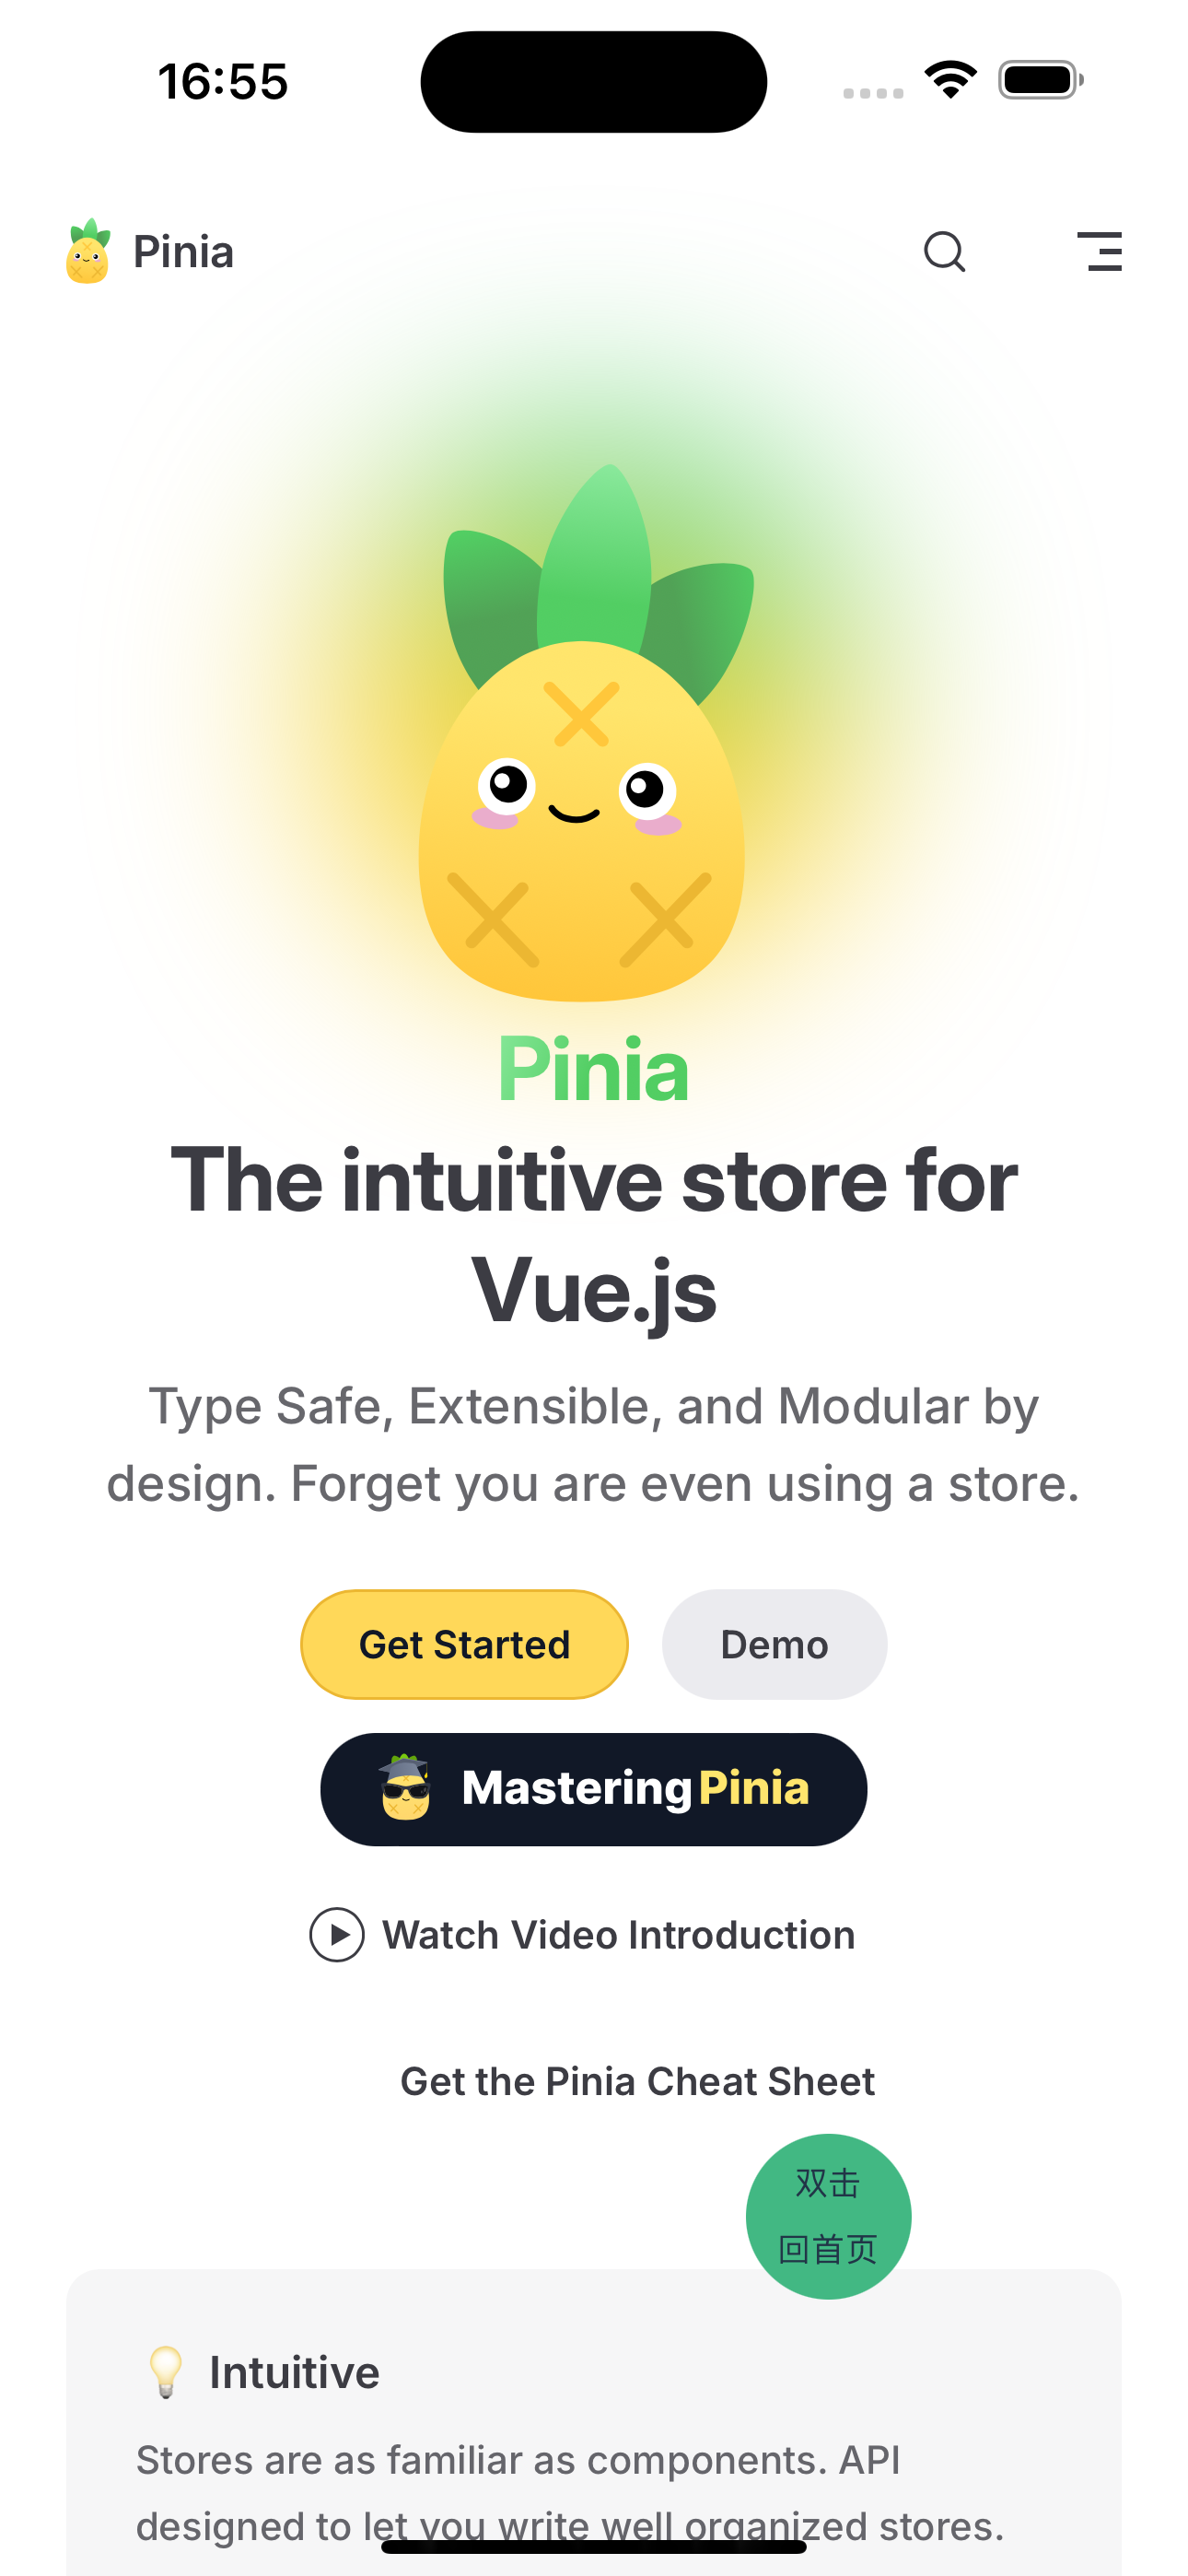 16:55
Pinia
Pinia
The intuitive store for
Vue.js
Type Safe, Extensible, and Modular by
design. Forget you are even using a store.
Get Started
Demo
Mastering Pinia
Watch Video Introduction
Get the Pinia Cheat Sheet
双击
回首页
Intuitive
Stores are as familiar as components. API
designed to let you write well organized stores.